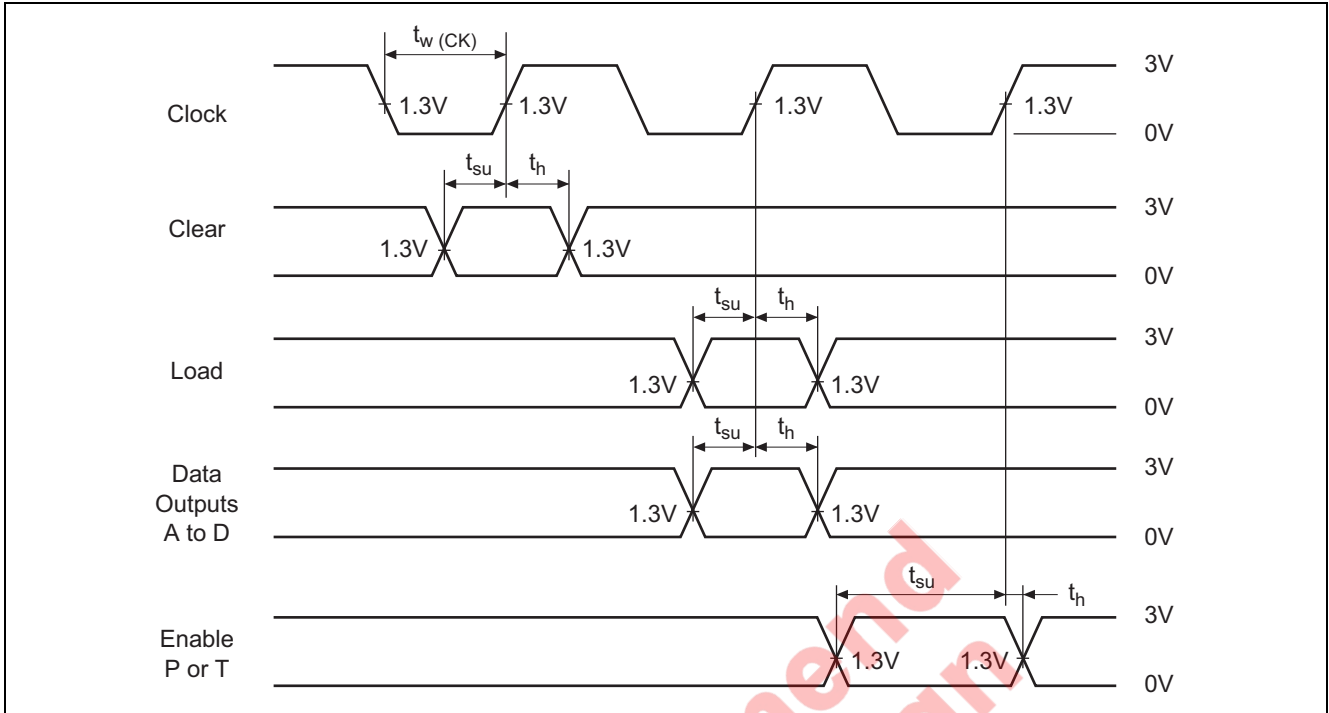 tw (CK)
3V
Clock
1.3V 1.3V 1.3V 1.3V
0V
tsu th
3V
Clear
1.3V 1.3V
0V
tsu th
3V
Load
1.3V 1.3V
0V
tsu th
3V
Data
Outputs
A to D
1.3V 1.3V
0V
tsu th
3V
Enable
P or T
1.3V 1.3V
0V